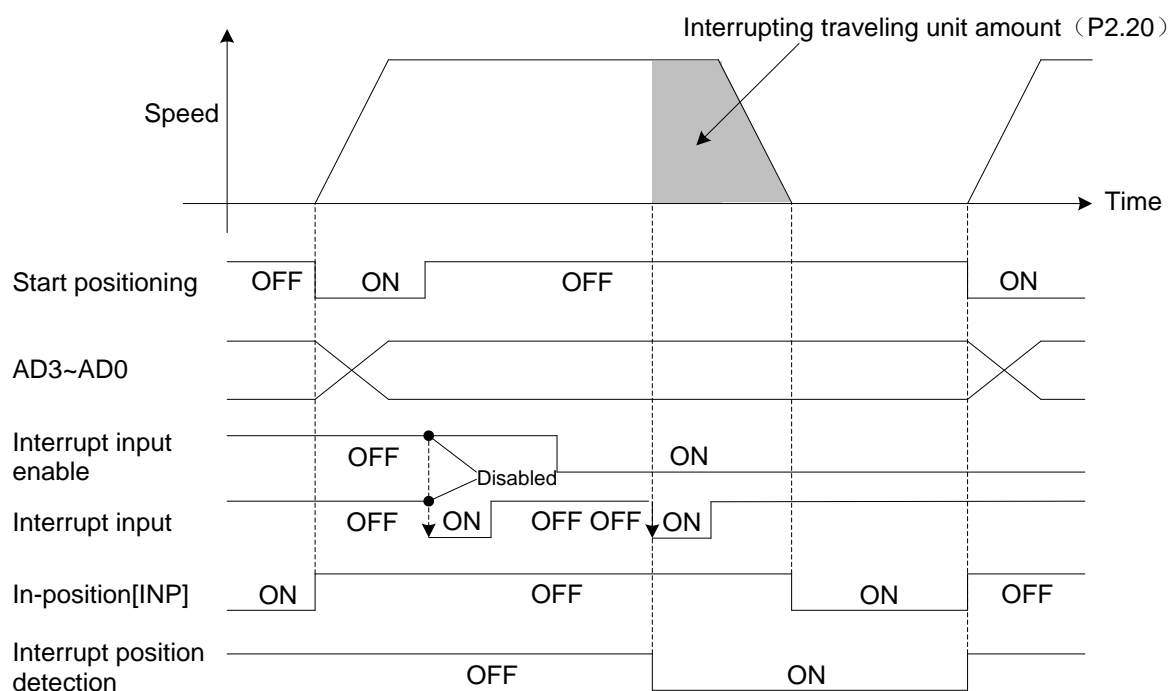 Interrupting traveling unit amount（P2.20）
Speed
Time
Start positioning OFF ON OFF ON
AD3~AD0
Interrupt input
enable
OFF ON
Disabled
Interrupt input OFF ON OFF OFF ON
In-position[INP] ON OFF ON OFF
Interrupt position
detection
OFF ON